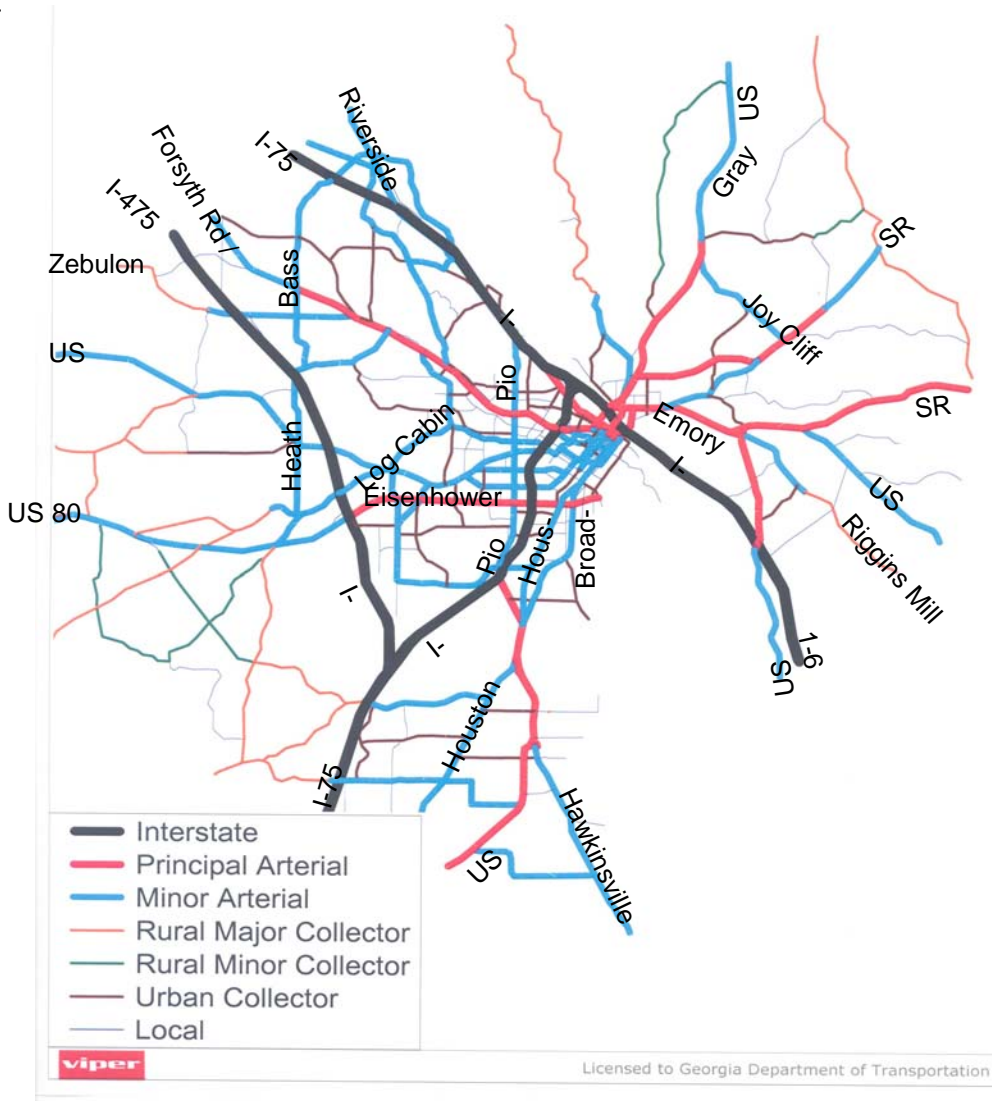 Riverside
I-75
Forsyth Rd /
I-475
Zebulon
US
Gray
SR
Bass
I-
Joy Cliff
US
Pio
SR
Emory
Heath
Log Cabin
I-
Eisenhower
US
US 80
Riggins Mill
Pio
Hous-
Broad-
I-
I-
1-6
US
Houston
I-75
Hawkinsville
US
Interstate
Principal Arterial
Minor Arterial
Rural Major Collector
Rural Minor Collector
Urban Collector
Local
viper
Licensed to Georgia Department of Transportation